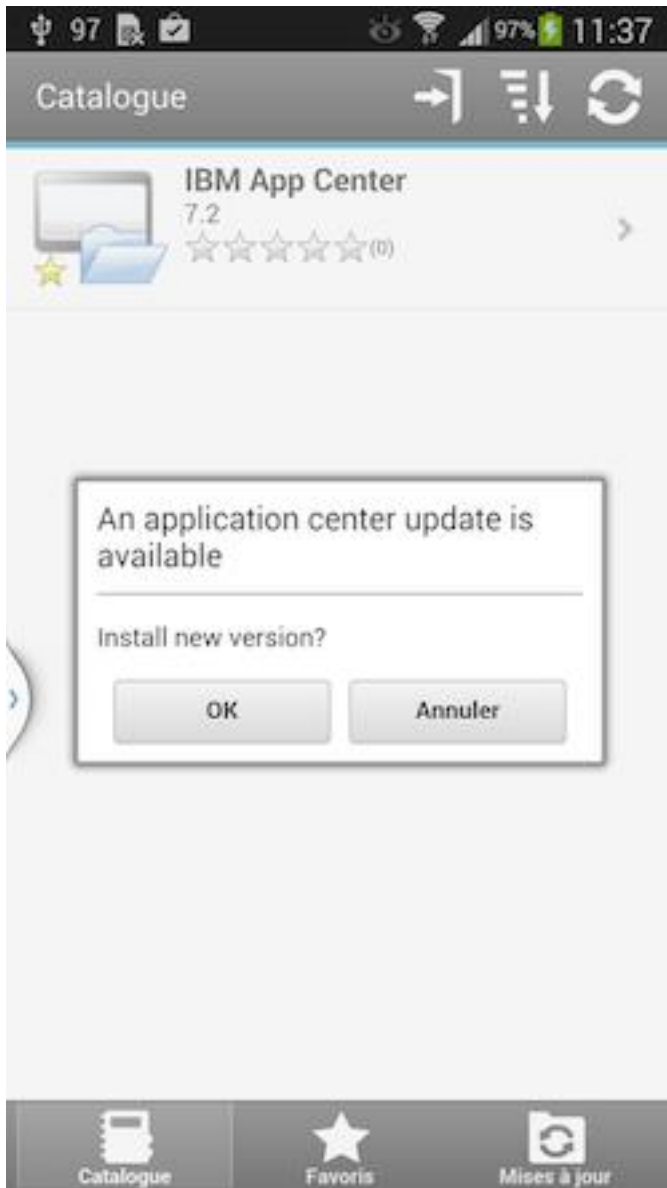 97 97% 11:37
Catalogue
IBM App Center
7.2
(0)
An application center update is
available
Install new version?
OK Annuler
Catalogue Favoris Mises à jour